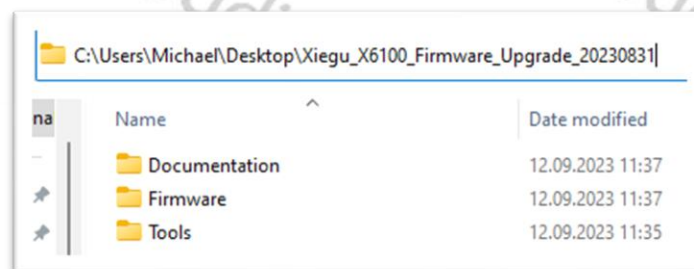 C:\Users\Michael\Desktop\Xiegu_X6100_Firmware_Upgrade_20230831
na Name Date modified
Documentation 12.09.2023 11:37
Firmware 12.09.2023 11:37
Tools 12.09.2023 11:35